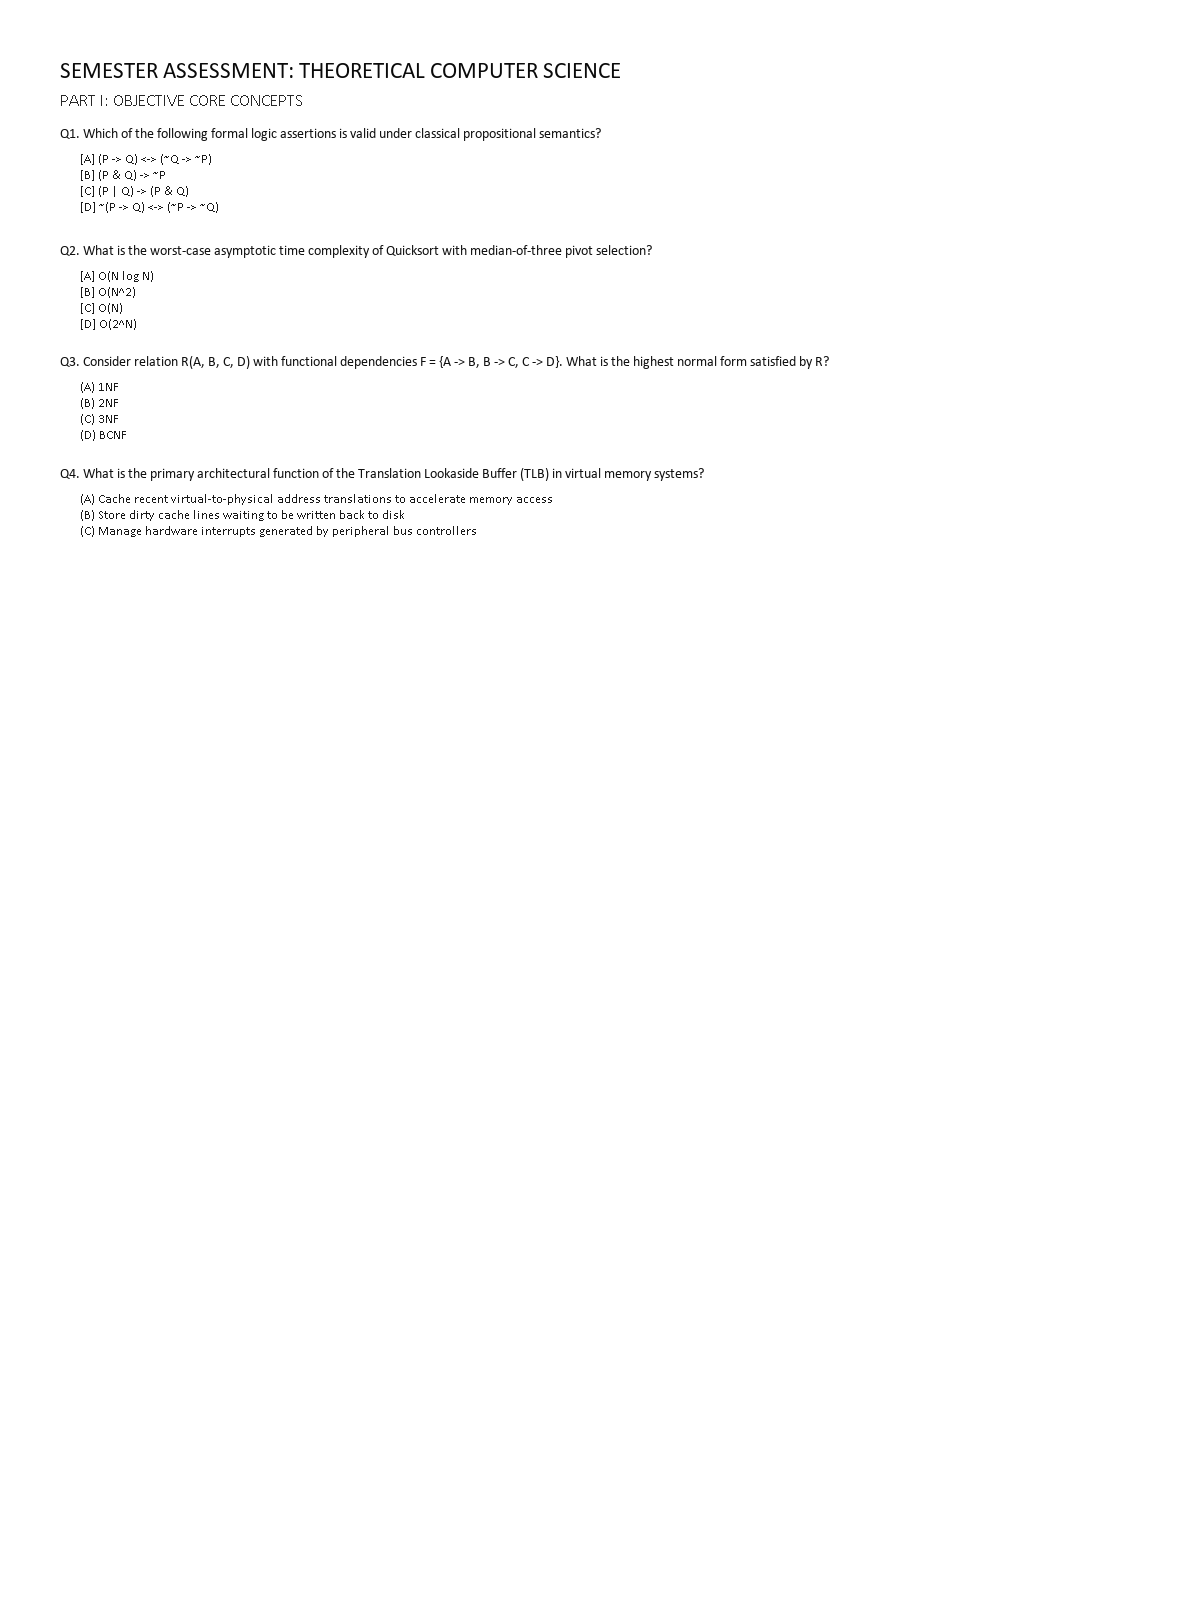 SEMESTER ASSESSMENT: THEORETICAL COMPUTER SCIENCE
PART I: OBJECTIVE CORE CONCEPTS
Q1. Which of the following formal logic assertions is valid under classical propositional semantics?
[A] (P -> Q) <-> (~Q -> ~P)
[B] (P & Q) -> ~P
[C] (P | Q) -> (P & Q)
[D] ~(P -> Q) <-> (~P -> ~Q)
Q2. What is the worst-case asymptotic time complexity of Quicksort with median-of-three pivot selection?
[A] O(N log N)
[B] O(N^2)
[C] O(N)
[D] O(2^N)
Q3. Consider relation R(A, B, C, D) with functional dependencies F = {A -> B, B -> C, C -> D}. What is the highest normal form satisfied by R?
(A) 1NF
(B) 2NF
(C) 3NF
(D) BCNF
Q4. What is the primary architectural function of the Translation Lookaside Buffer (TLB) in virtual memory systems?
(A) Cache recent virtual-to-physical address translations to accelerate memory access
(B) Store dirty cache lines waiting to be written back to disk
(C) Manage hardware interrupts generated by peripheral bus controllers